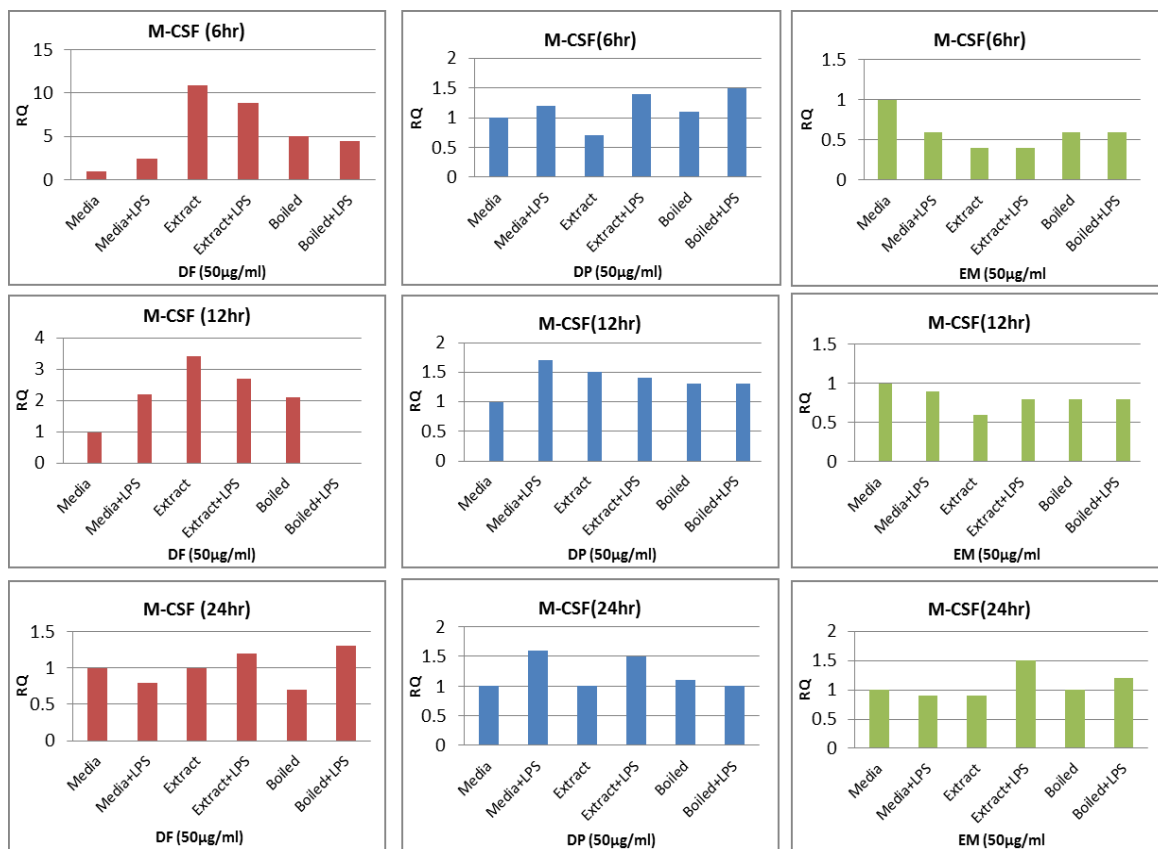 M-CSF (6hr)
RQ
15
10
5
0
Media
Media+LPS
Extract
Extract+LPS
Boiled
Boiled+LPS
DF (50µg/ml)
M-CSF(6hr)
RQ
2
1.5
1
0.5
0
Media
Media+LPS
Extract
Extract+LPS
Boiled
Boiled+LPS
DP (50µg/ml)
M-CSF(6hr)
RQ
1.5
1
0.5
0
Media
Media+LPS
Extract
Extract+LPS
Boiled
Boiled+LPS
EM (50µg/ml
M-CSF (12hr)
RQ
4
3
2
1
0
Media
Media+LPS
Extract
Extract+LPS
Boiled
Boiled+LPS
DF (50µg/ml)
M-CSF(12hr)
RQ
2
1.5
1
0.5
0
Media
Media+LPS
Extract
Extract+LPS
Boiled
Boiled+LPS
DP (50µg/ml)
M-CSF(12hr)
RQ
1.5
1
0.5
0
Media
Media+LPS
Extract
Extract+LPS
Boiled
Boiled+LPS
EM (50µg/ml
M-CSF (24hr)
RQ
1.5
1
0.5
0
Media
Media+LPS
Extract
Extract+LPS
Boiled
Boiled+LPS
DF (50µg/ml)
M-CSF(24hr)
RQ
2
1.5
1
0.5
0
Media
Media+LPS
Extract
Extract+LPS
Boiled
Boiled+LPS
DP (50µg/ml)
M-CSF(24hr)
RQ
2
1.5
1
0.5
0
Media
Media+LPS
Extract
Extract+LPS
Boiled
Boiled+LPS
EM (50µg/ml